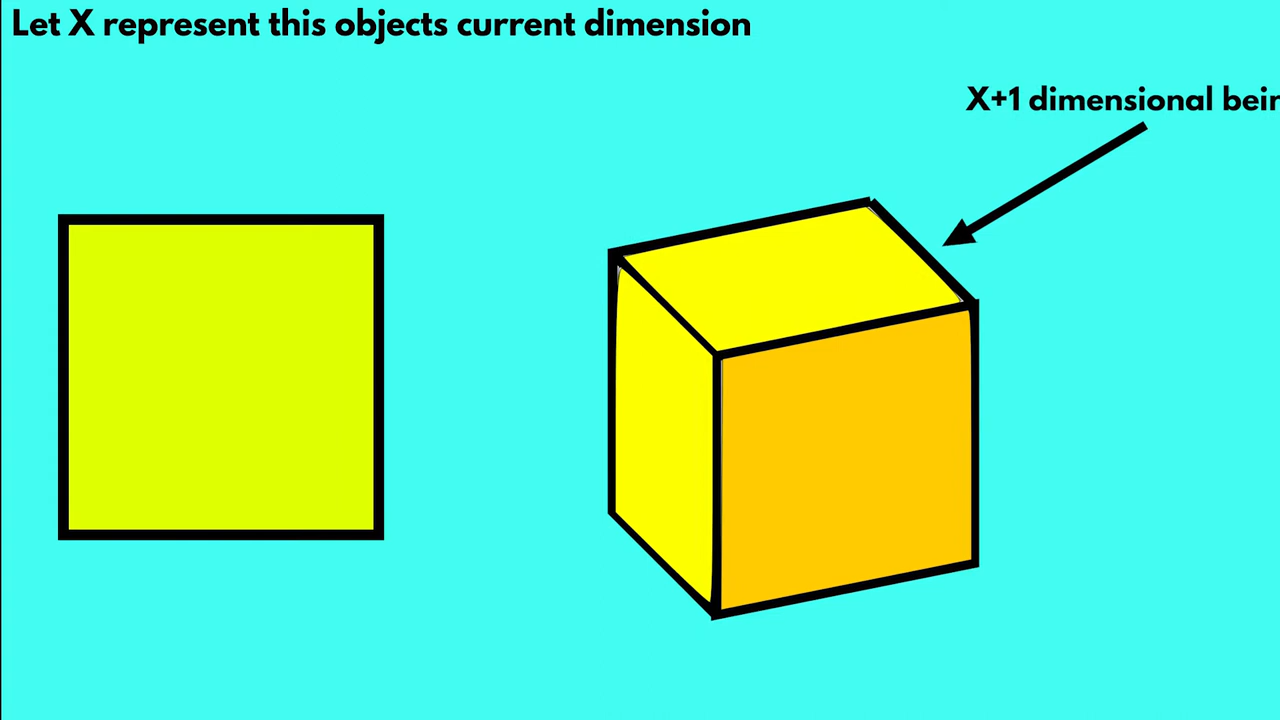 Let X represent this objects current dimension
X+1 dimensional